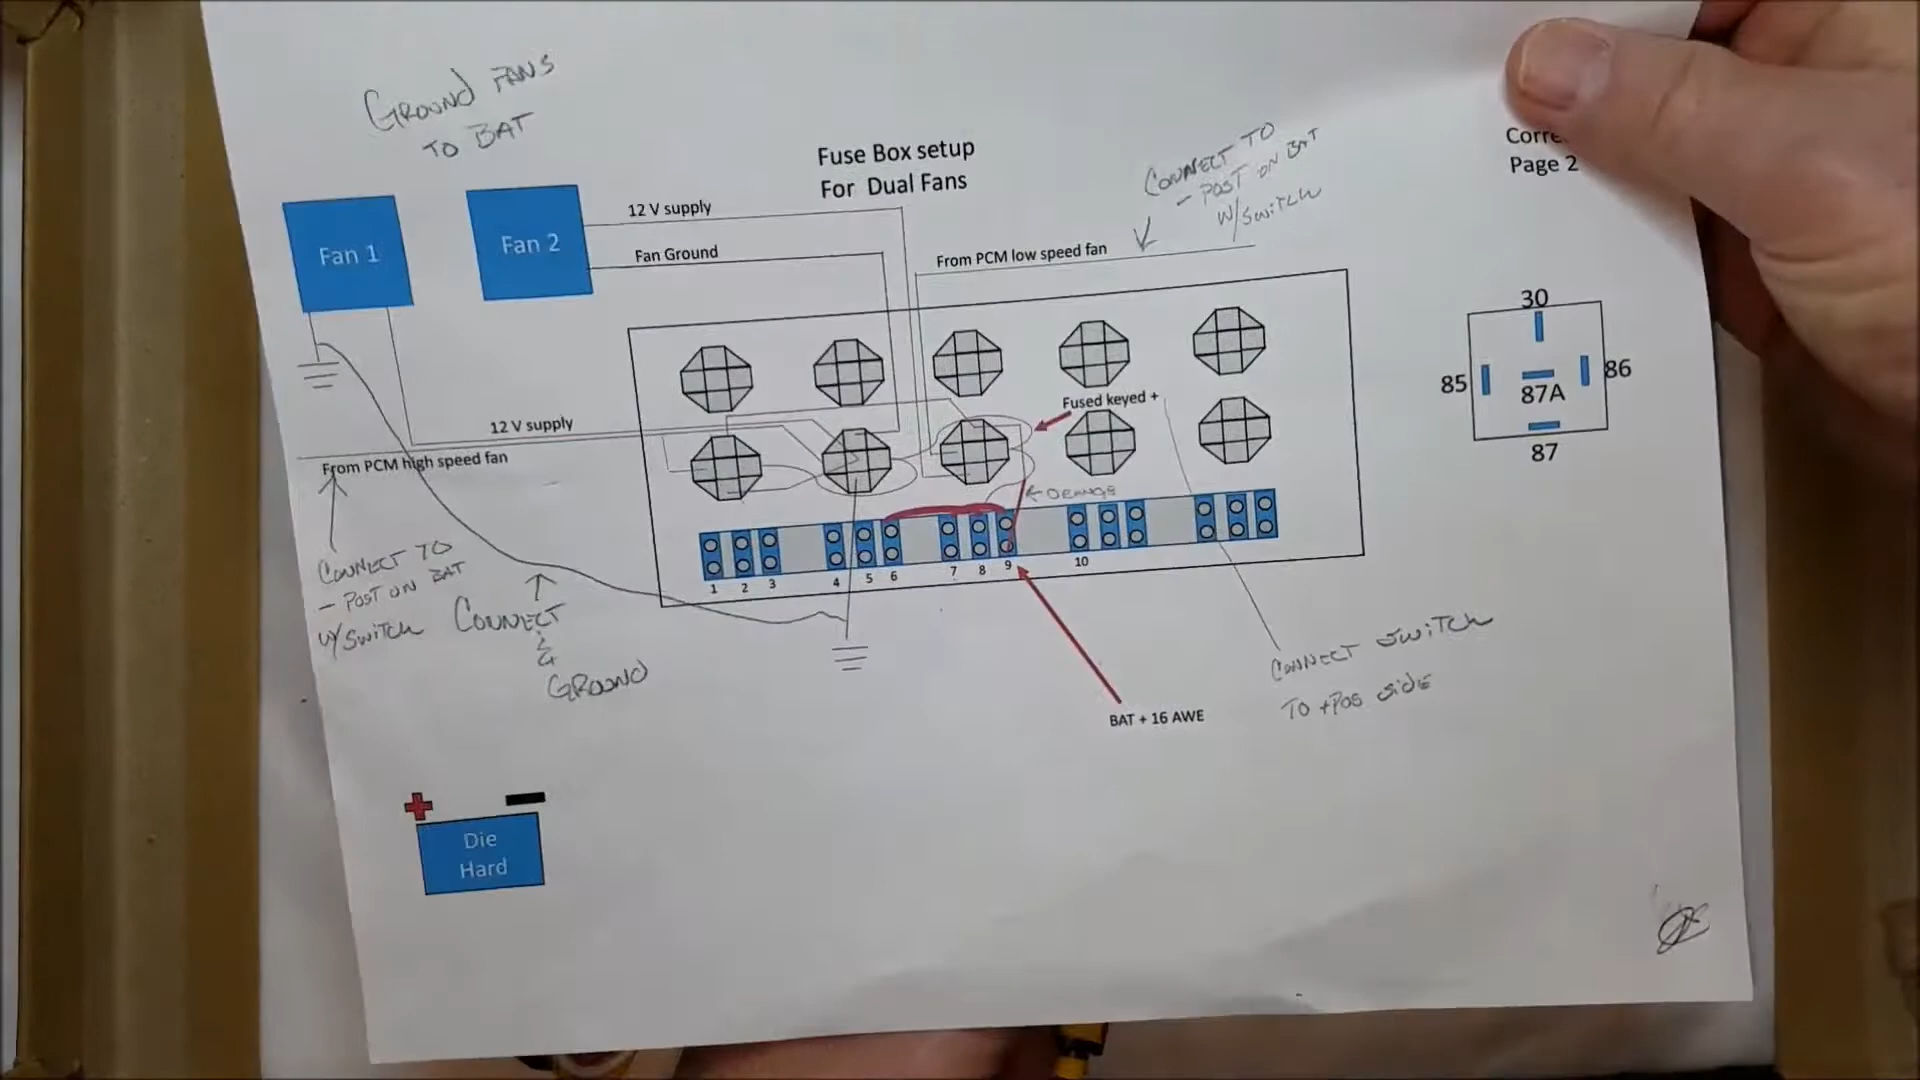 GROUND FANS
TO BAT
Fuse Box setup
For Dual Fans
CONNECT TO
- POST ON BAT
W/SWITCH
Page 2
Fan 1
Fan 2
12 V supply
Fan Ground
From PCM low speed fan
30
85
86
87A
87
Fused keyed +
12 V supply
From PCM high speed fan
ORANGE
1 2 3 4 5 6 7 8 9 10
CONNECT TO
- POST ON BAT
W/SWITCH
CONNECT
&
GROUND
CONNECT SWITCH
TO +POS SIDE
BAT + 16 AWE
Die
Hard